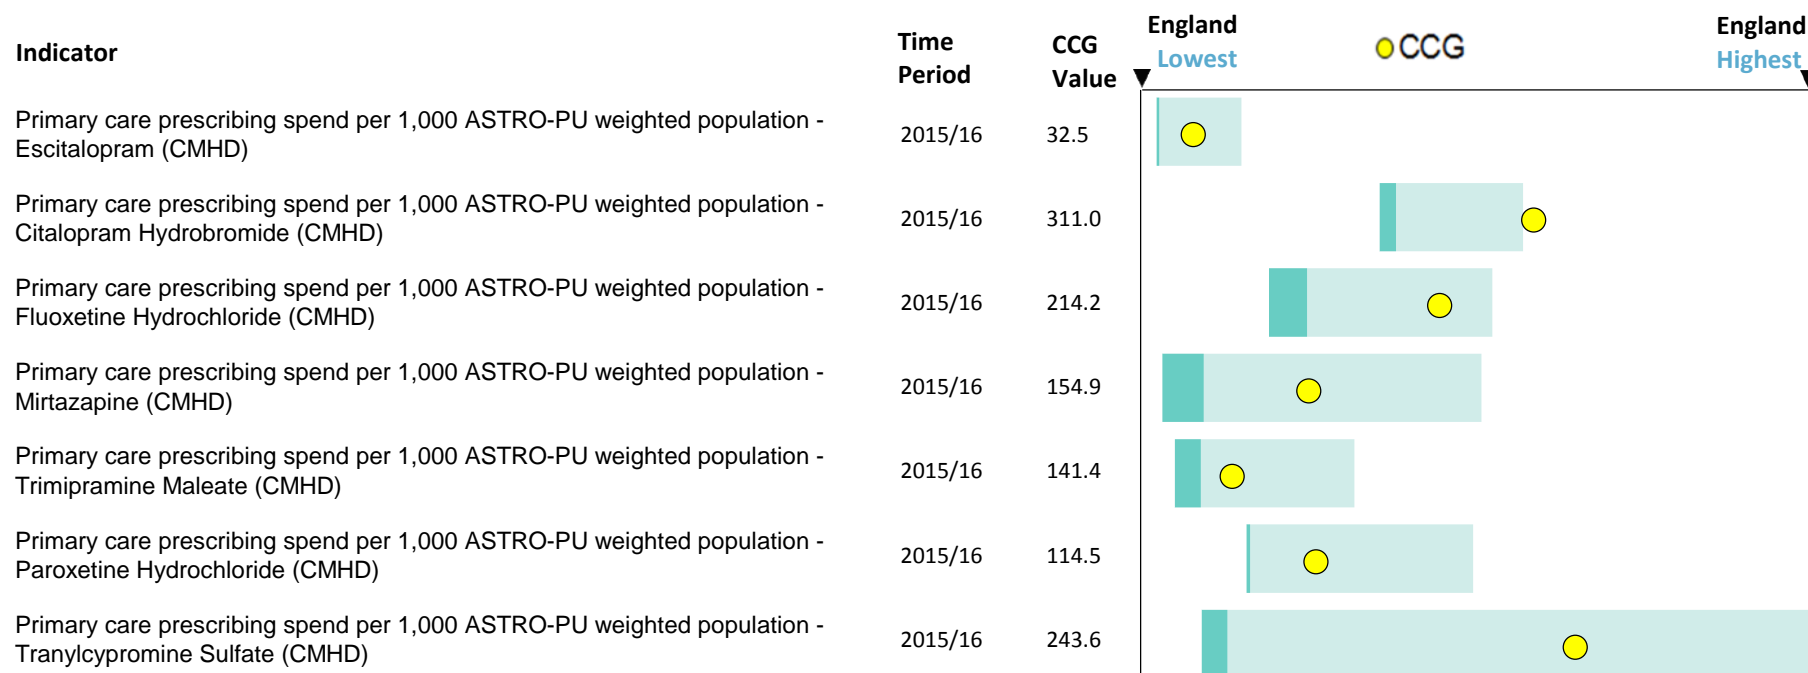 Indicator
Time Period
CCG Value
England Lowest
CCG
England Highest
Primary care prescribing spend per 1,000 ASTRO-PU weighted population -
Escitalopram (CMHD)
2015/16
32.5
Primary care prescribing spend per 1,000 ASTRO-PU weighted population -
Citalopram Hydrobromide (CMHD)
2015/16
311.0
Primary care prescribing spend per 1,000 ASTRO-PU weighted population -
Fluoxetine Hydrochloride (CMHD)
2015/16
214.2
Primary care prescribing spend per 1,000 ASTRO-PU weighted population -
Mirtazapine (CMHD)
2015/16
154.9
Primary care prescribing spend per 1,000 ASTRO-PU weighted population -
Trimipramine Maleate (CMHD)
2015/16
141.4
Primary care prescribing spend per 1,000 ASTRO-PU weighted population -
Paroxetine Hydrochloride (CMHD)
2015/16
114.5
Primary care prescribing spend per 1,000 ASTRO-PU weighted population -
Tranylcypromine Sulfate (CMHD)
2015/16
243.6